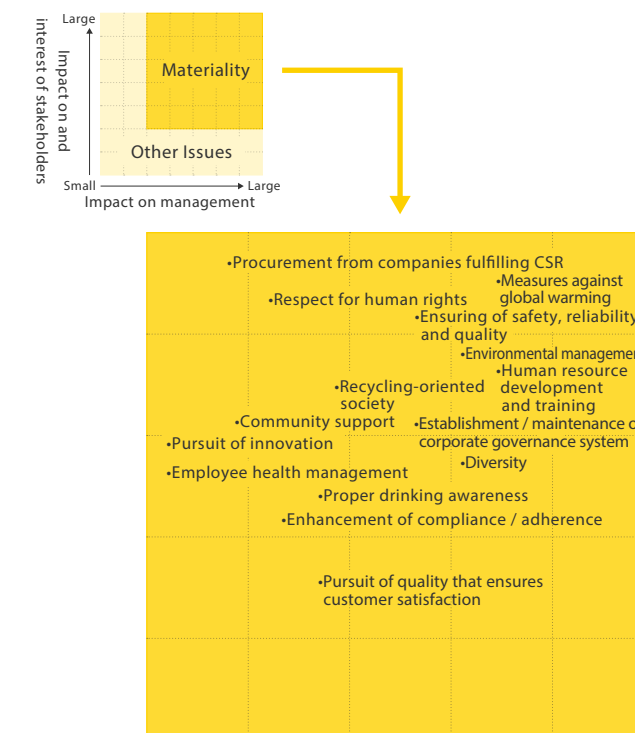 Large
Impact on and
interest of stakeholders
Materiality
Other Issues
Small
Large
Impact on management
•Procurement from companies fulfilling CSR
•Measures against
global warming
•Respect for human rights
•Ensuring of safety, reliability
and quality
•Environmental managemen
•Human resource
development
and training
•Recycling-oriented
society
•Community support
•Establishment / maintenance o
corporate governance system
•Pursuit of innovation
•Diversity
•Employee health management
•Proper drinking awareness
•Enhancement of compliance / adherence
•Pursuit of quality that ensures
customer satisfaction